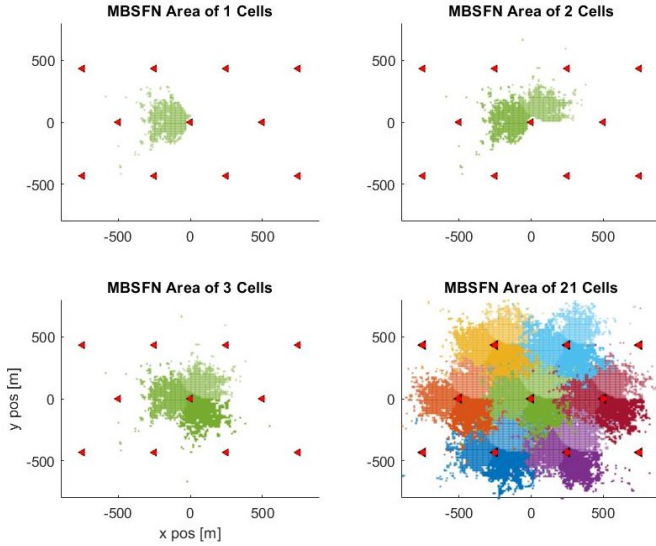 MBSFN Area of 1 Cells
500
0
-500
-500 0 500
MBSFN Area of 2 Cells
500
0
-500
-500 0 500
MBSFN Area of 3 Cells
500
0
-500
-500 0 500
x pos [m]
y pos [m]
MBSFN Area of 21 Cells
500
0
-500
-500 0 500